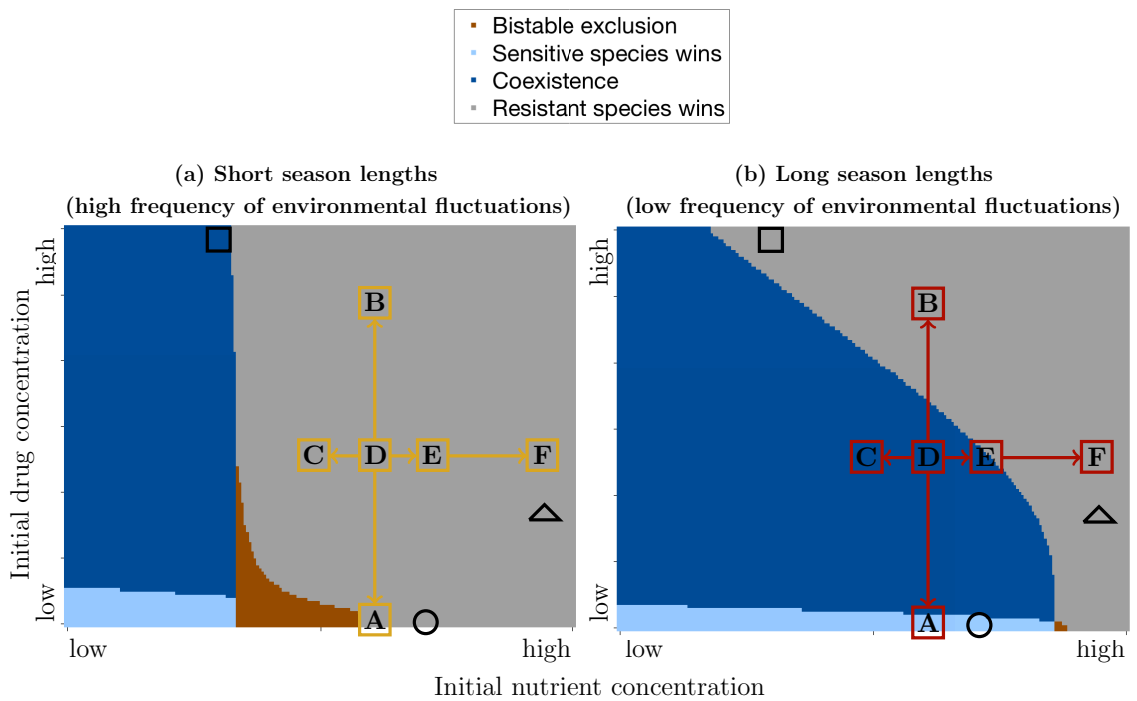 Bistable exclusion
Sensitive species wins
Coexistence
Resistant species wins
(a) Short season lengths
(high frequency of environmental fluctuations)
(b) Long season lengths
(low frequency of environmental fluctuations)
Initial drug concentration
high
low
B
C D E F
A
low high
high
low
B
C D E F
A
low high
Initial nutrient concentration